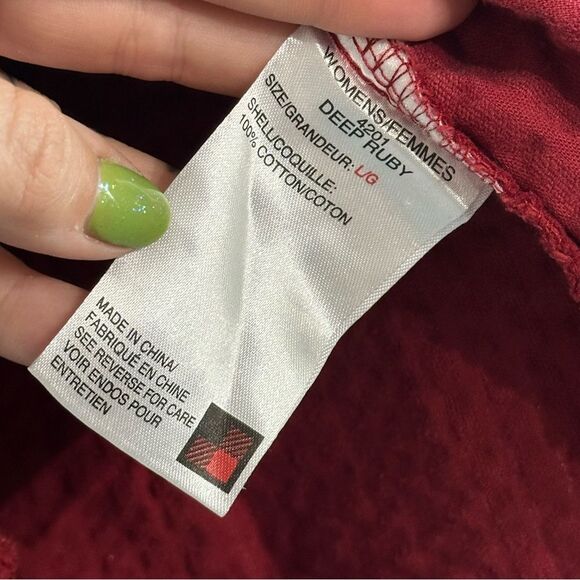 WOMENS/FEMMES
4201
DEEP RUBY
SIZE/GRANDEUR: L/G
SHELL/COQUILLE:
100% COTTON/COTON
MADE IN CHINA/
FABRIQUÉ EN CHINE
SEE REVERSE FOR CARE
VOIR ENDOS POUR
ENTRETIEN